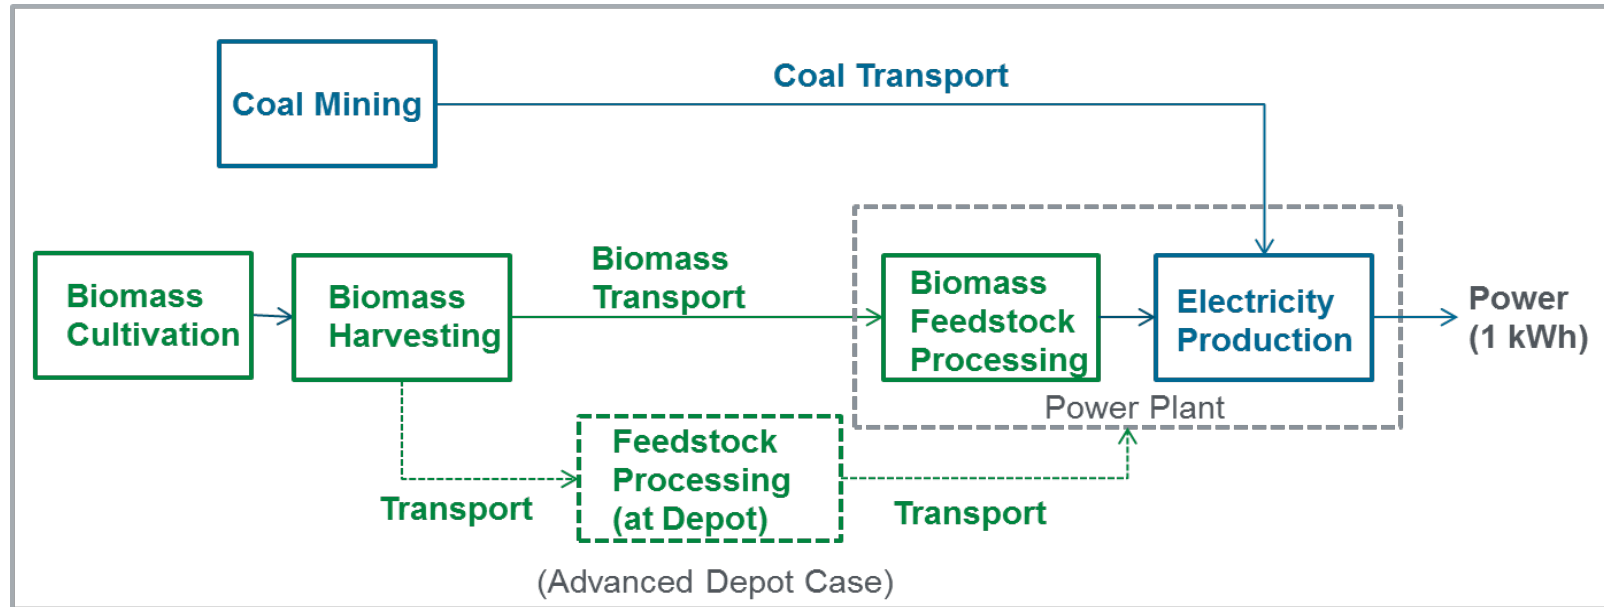 Coal Mining
Coal Transport
Biomass
Cultivation
Biomass
Harvesting
Biomass
Transport
Biomass
Feedstock
Processing
Electricity
Production
Power
(1 kWh)
Power Plant
Feedstock
Processing
(at Depot)
Transport
Transport
(Advanced Depot Case)